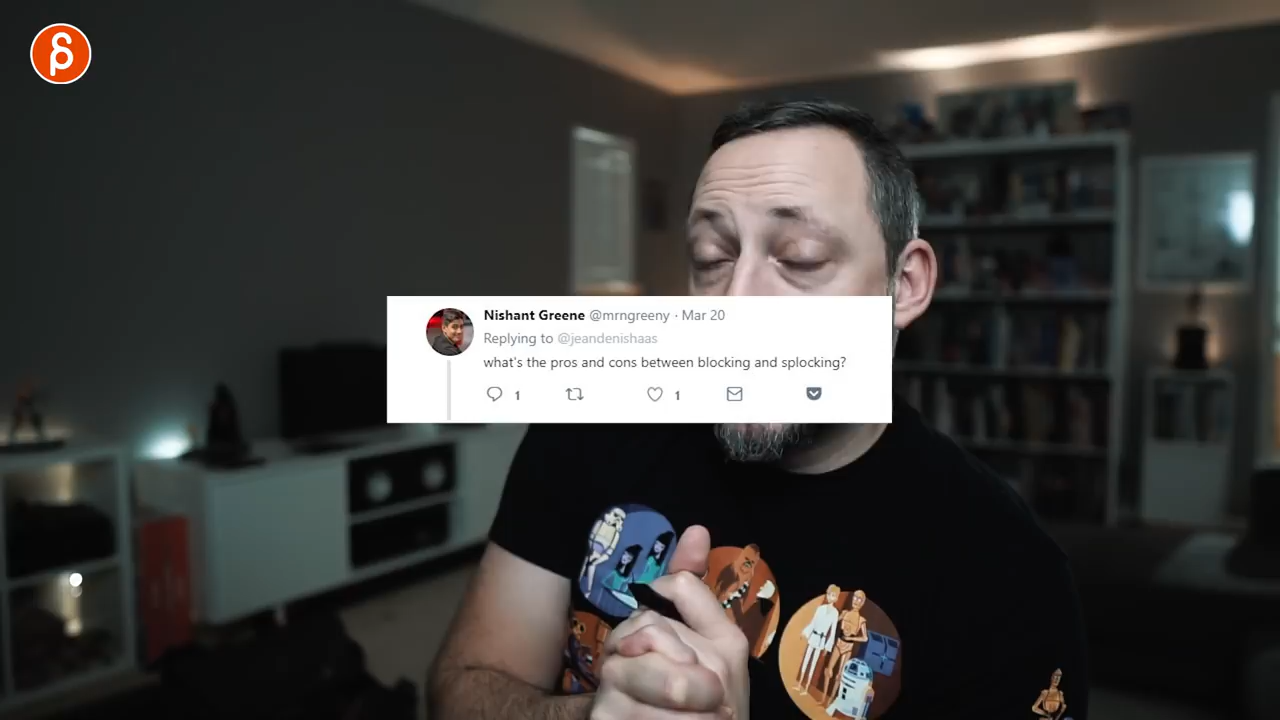 Nishant Greene @mrngreeny · Mar 20
Replying to @jeandenishaas
what's the pros and cons between blocking and splocking?
1 1